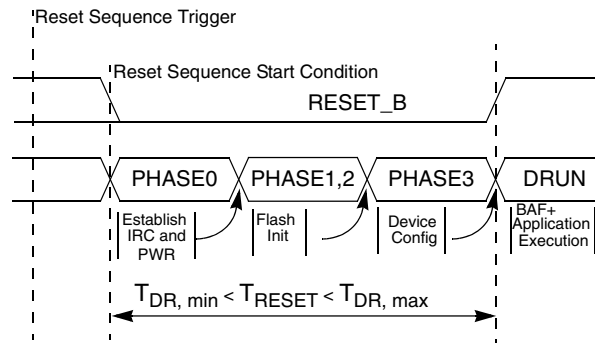 Reset Sequence Trigger
Reset Sequence Start Condition
RESET_B
PHASE0
PHASE1,2
PHASE3
DRUN
Establish
IRC and
PWR
Flash
Init
Device
Config
BAF+
Application
Execution
TDR, min < TRESET < TDR, max